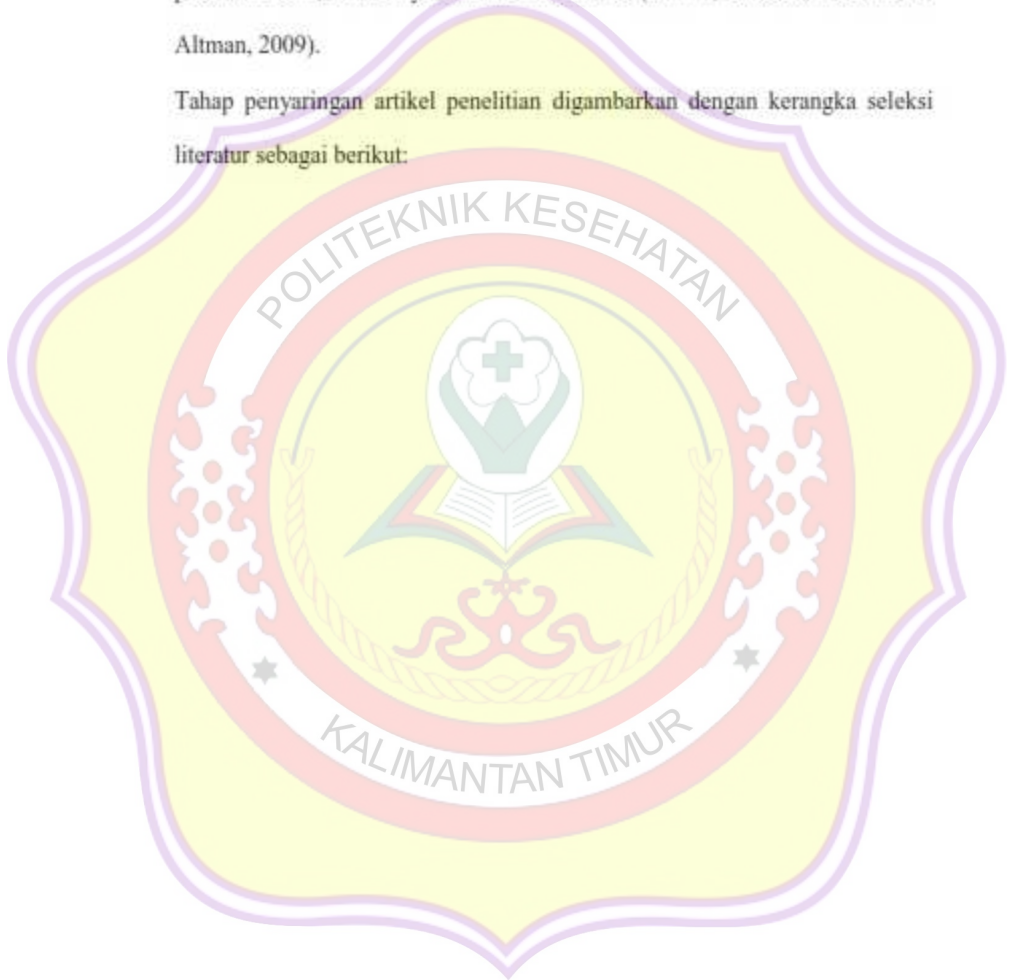 Altman, 2009).
Tahap penyaringan artikel penelitian digambarkan dengan kerangka seleksi
literatur sebagai berikut:
POLITEKNIK KESEHATAN
KALIMANTAN TIMUR